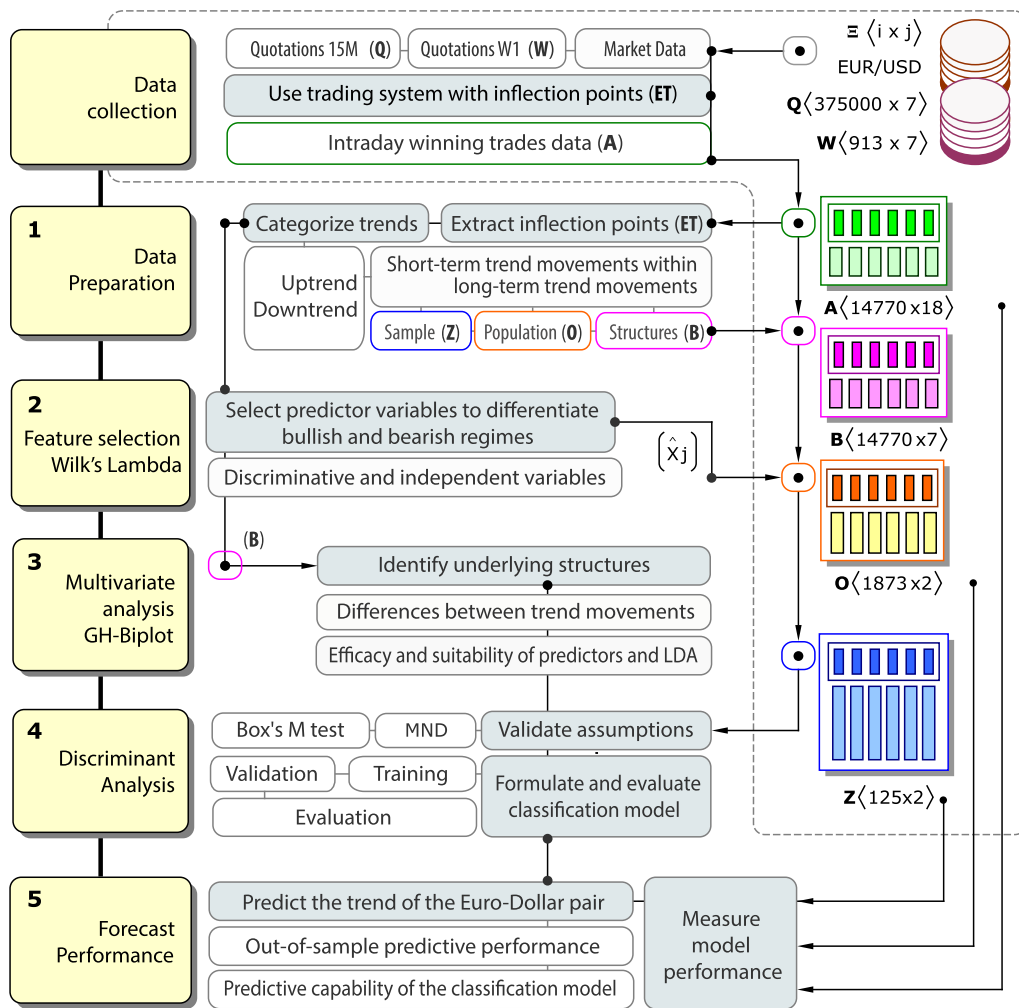 Data
collection
Quotations 15M (Q)
Quotations W1 (W)
Market Data
Use trading system with inflection points (ET)
Intraday winning trades data (A)
Ξ ⟨i x j⟩
EUR/USD
Q⟨375000 x 7⟩
W⟨913 x 7⟩
1
Data
Preparation
Categorize trends
Extract inflection points (ET)
Uptrend
Downtrend
Short-term trend movements within
long-term trend movements
Sample (Z)
Population (O)
Structures (B)
A⟨14770 x 18⟩
B⟨14770 x 7⟩
2
Feature selection
Wilk's Lambda
Select predictor variables to differentiate
bullish and bearish regimes
Discriminative and independent variables
(X̂j)
O⟨1873 x 2⟩
3
Multivariate
analysis
GH-Biplot
(B)
Identify underlying structures
Differences between trend movements
Efficacy and suitability of predictors and LDA
4
Discriminant
Analysis
Box's M test
MND
Validate assumptions
Validation
Training
Evaluation
Formulate and evaluate
classification model
Z⟨125x2⟩
5
Forecast
Performance
Predict the trend of the Euro-Dollar pair
Out-of-sample predictive performance
Predictive capability of the classification model
Measure
model
performance